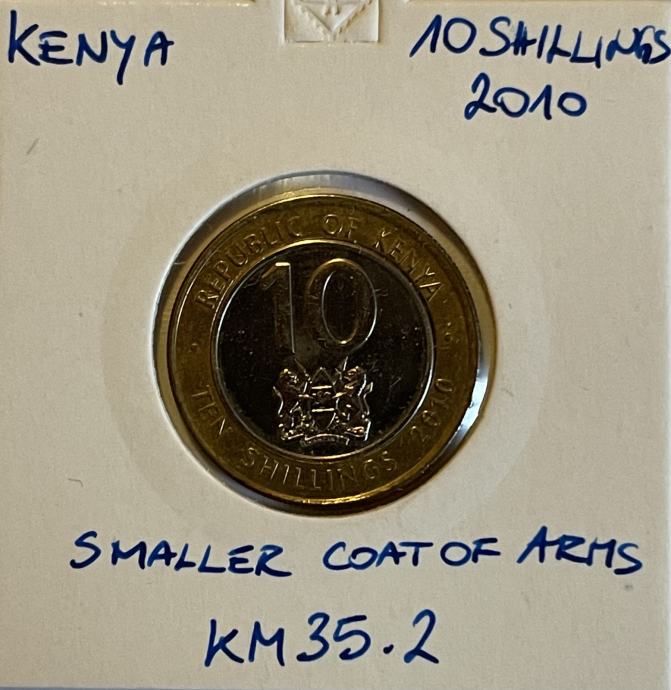 KENYA
10 SHILLINGS
2010
REPUBLIC OF KENYA
10
TEN SHILLINGS 2010
SMALLER COAT OF ARMS
KM35.2